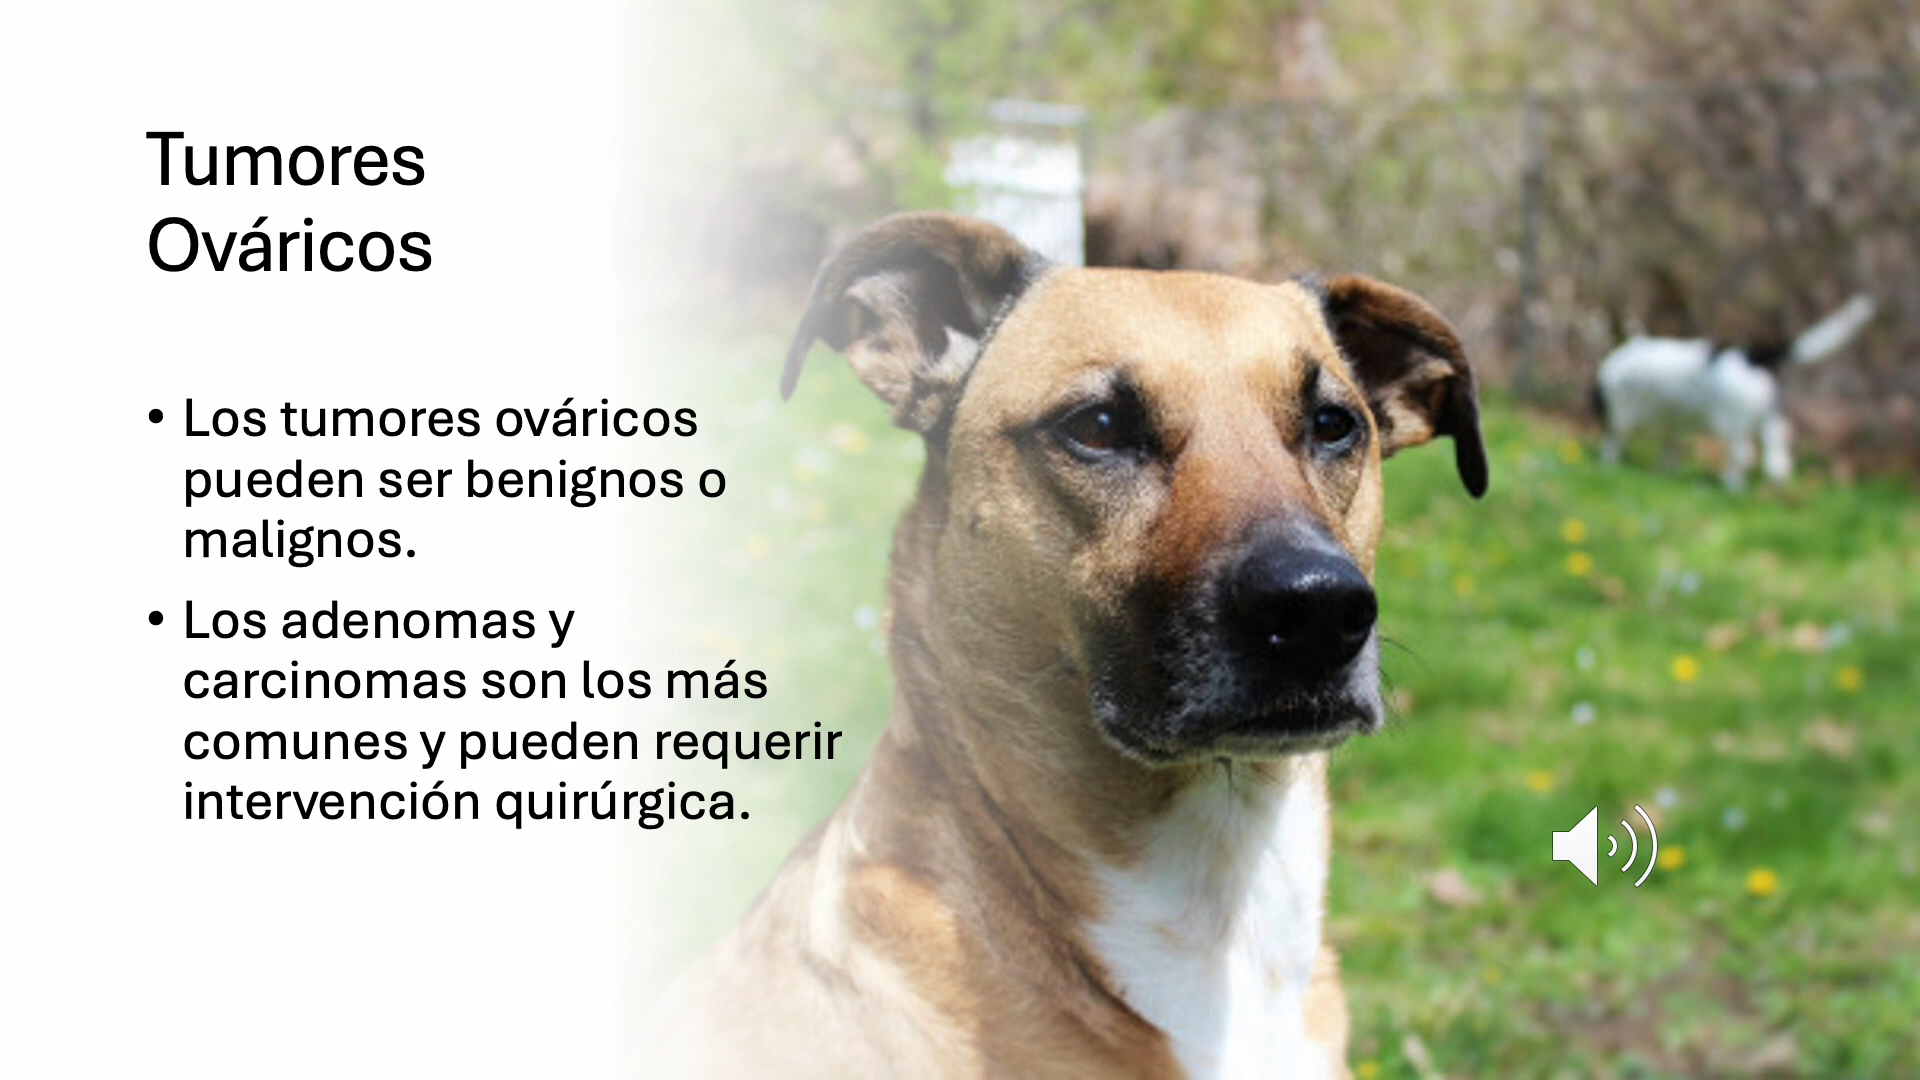 Tumores
Ováricos
• Los tumores ováricos
pueden ser benignos o
malignos.
• Los adenomas y
carcinomas son los más
comunes y pueden requerir
intervención quirúrgica.